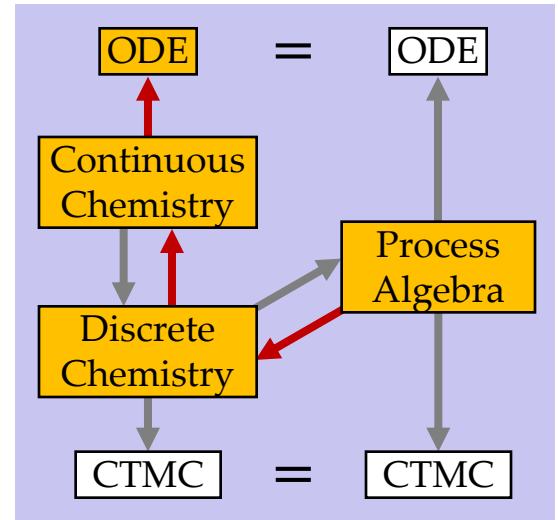 ODE = ODE
Continuous
Chemistry
Process
Algebra
Discrete
Chemistry
CTMC = CTMC